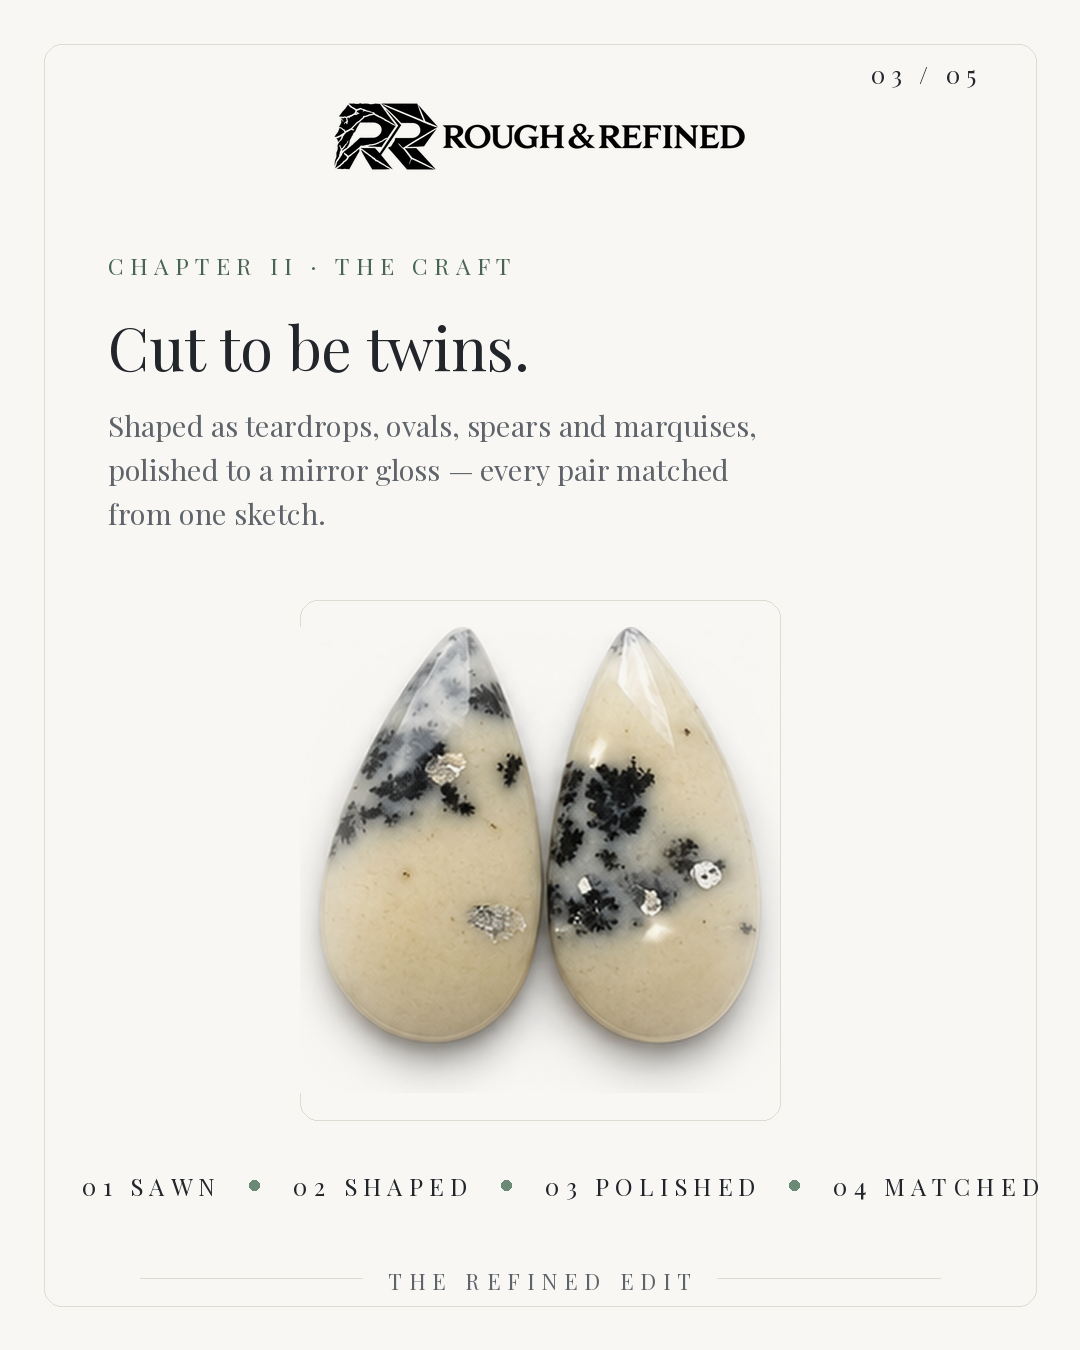 03 / 05
RR ROUGH & REFINED
CHAPTER II · THE CRAFT
Cut to be twins.
Shaped as teardrops, ovals, spears and marquises,
polished to a mirror gloss — every pair matched
from one sketch.
01 SAWN ● 02 SHAPED ● 03 POLISHED ● 04 MATCHED
THE REFINED EDIT